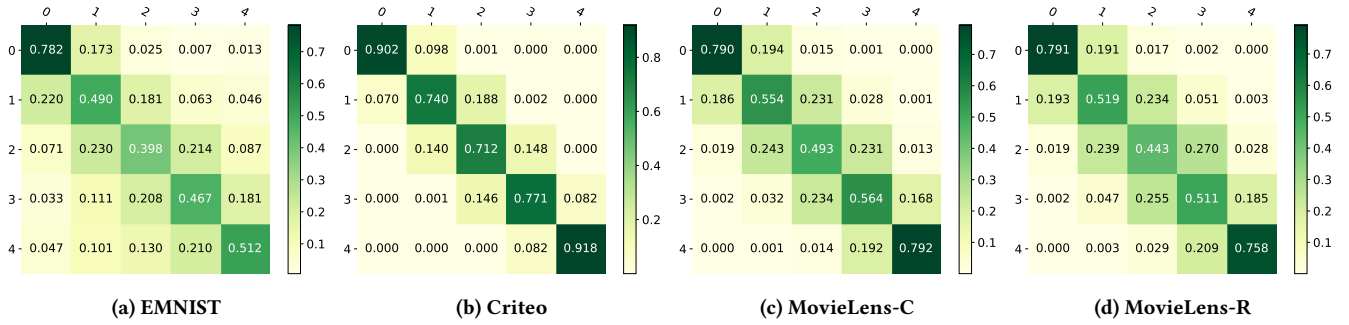 0 1 2 3 4
0 0.782 0.173 0.025 0.007 0.013
1 0.220 0.490 0.181 0.063 0.046
2 0.071 0.230 0.398 0.214 0.087
3 0.033 0.111 0.208 0.467 0.181
4 0.047 0.101 0.130 0.210 0.512
0.7
0.6
0.5
0.4
0.3
0.2
0.1
(a) EMNIST
0 1 2 3 4
0 0.902 0.098 0.001 0.000 0.000
1 0.070 0.740 0.188 0.002 0.000
2 0.000 0.140 0.712 0.148 0.000
3 0.000 0.001 0.146 0.771 0.082
4 0.000 0.000 0.000 0.082 0.918
0.8
0.6
0.4
0.2
(b) Criteo
0 1 2 3 4
0 0.790 0.194 0.015 0.001 0.000
1 0.186 0.554 0.231 0.028 0.001
2 0.019 0.243 0.493 0.231 0.013
3 0.002 0.032 0.234 0.564 0.168
4 0.000 0.001 0.014 0.192 0.792
0.7
0.6
0.5
0.4
0.3
0.2
0.1
(c) MovieLens-C
0 1 2 3 4
0 0.791 0.191 0.017 0.002 0.000
1 0.193 0.519 0.234 0.051 0.003
2 0.019 0.239 0.443 0.270 0.028
3 0.002 0.047 0.255 0.511 0.185
4 0.000 0.003 0.029 0.209 0.758
0.7
0.6
0.5
0.4
0.3
0.2
0.1
(d) MovieLens-R